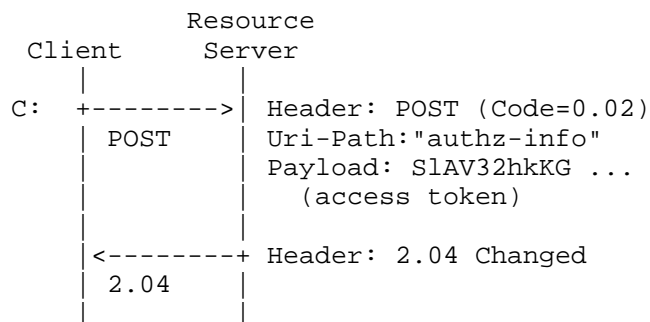 Resource
Client Server
| |
C: +-------->| Header: POST (Code=0.02)
| POST | Uri-Path:"authz-info"
| | Payload: SlAV32hkKG ...
| | (access token)
| |
|<--------+ Header: 2.04 Changed
| 2.04 |
| |